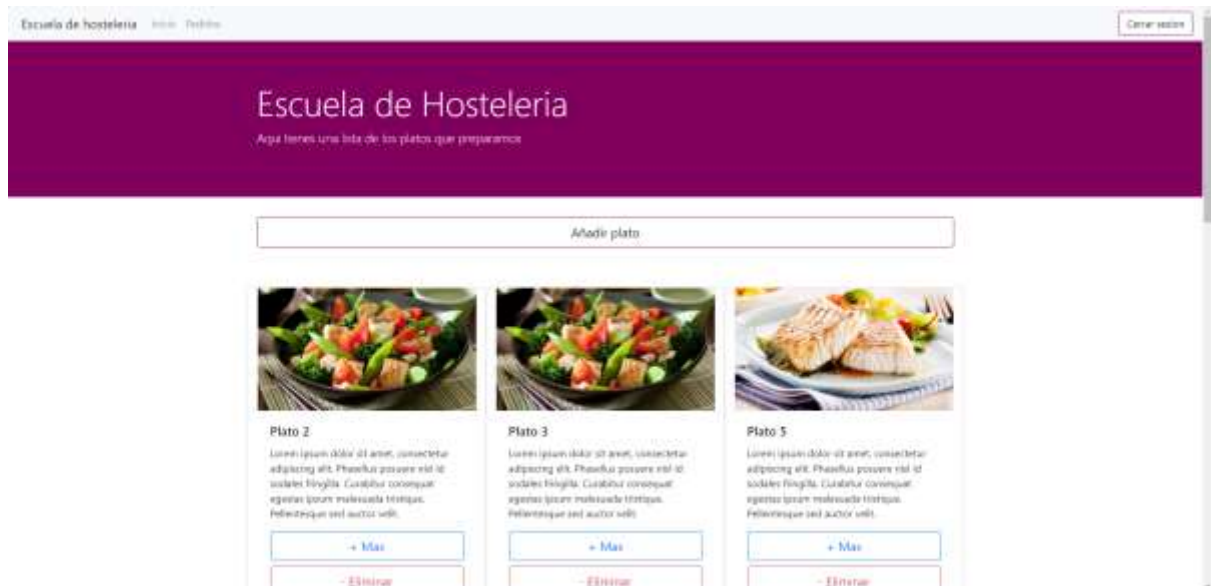 Escuela de hosteleria Inicio Pedidos Cerrar sesion
Escuela de Hosteleria
Aqui tienes una lista de los platos que preparamos
Añadir plato
Plato 2
Lorem ipsum dolor sit amet, consectetur
adipiscing elit. Phasellus posuere nisl id
sodales fringilla. Curabitur consequat
egestas ipsum malesuada tristique.
Pellentesque sed auctor velit.
+ Mas
- Eliminar
Plato 3
Lorem ipsum dolor sit amet, consectetur
adipiscing elit. Phasellus posuere nisl id
sodales fringilla. Curabitur consequat
egestas ipsum malesuada tristique.
Pellentesque sed auctor velit.
+ Mas
- Eliminar
Plato 5
Lorem ipsum dolor sit amet, consectetur
adipiscing elit. Phasellus posuere nisl id
sodales fringilla. Curabitur consequat
egestas ipsum malesuada tristique.
Pellentesque sed auctor velit.
+ Mas
- Eliminar